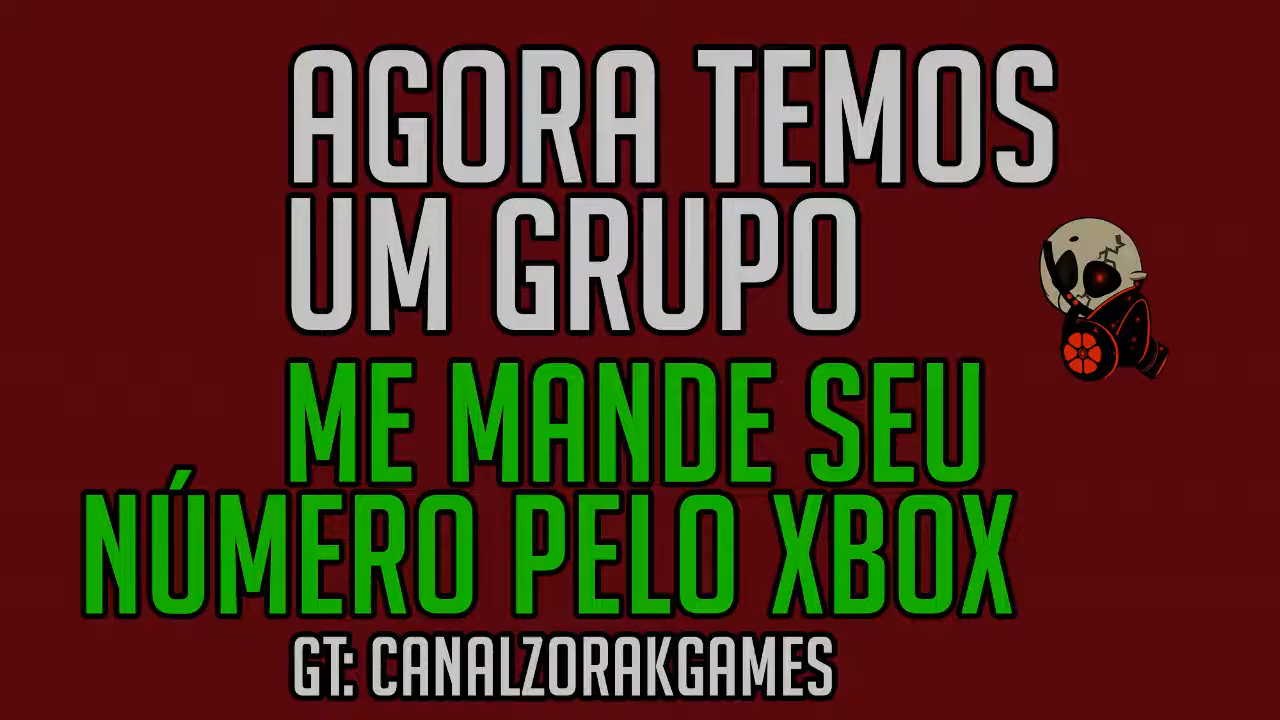 AGORA TEMOS
UM GRUPO
ME MANDE SEU
NÚMERO PELO XBOX
GT: CANALZORAKGAMES